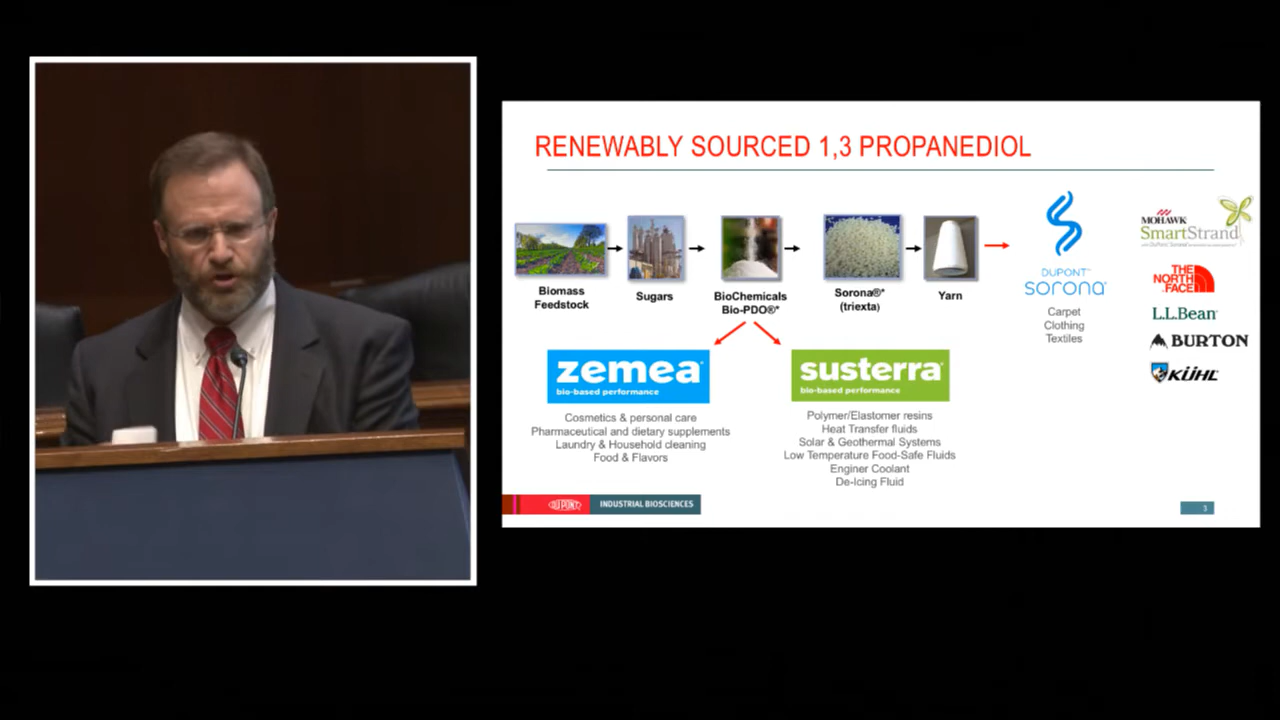 RENEWABLY SOURCED 1,3 PROPANEDIOL
Biomass
Feedstock
Sugars
BioChemicals
Bio-PDO®*
Sorona®*
(triexta)
Yarn
DUPONT™
sorona®
Carpet
Clothing
Textiles
MOHAWK
SmartStrand
THE
NORTH
FACE
L.L.Bean
BURTON
KÜHL
zemea®
bio-based performance
Cosmetics & personal care
Pharmaceutical and dietary supplements
Laundry & Household cleaning
Food & Flavors
susterra®
bio-based performance
Polymer/Elastomer resins
Heat Transfer fluids
Solar & Geothermal Systems
Low Temperature Food-Safe Fluids
Enginer Coolant
De-Icing Fluid
DUPONT
INDUSTRIAL BIOSCIENCES
3